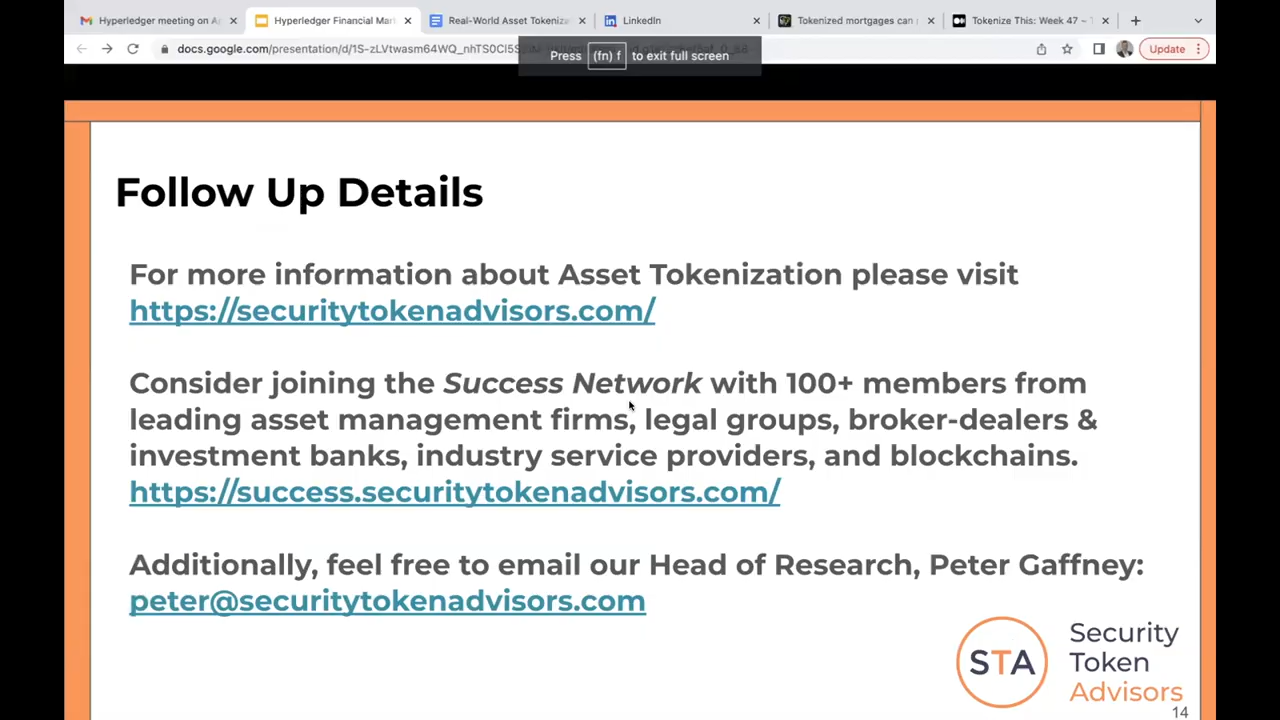 Hyperledger meeting on A
Hyperledger Financial Mar
Real-World Asset Tokeniza
LinkedIn
Tokenized mortgages can
Tokenize This: Week 47 ~
docs.google.com/presentation/d/1S-zLVtwasm64WQ_nhTS0Cl5S
Update
Press (fn) f to exit full screen
Follow Up Details
For more information about Asset Tokenization please visit
https://securitytokenadvisors.com/
Consider joining the Success Network with 100+ members from
leading asset management firms, legal groups, broker-dealers &
investment banks, industry service providers, and blockchains.
https://success.securitytokenadvisors.com/
Additionally, feel free to email our Head of Research, Peter Gaffney:
peter@securitytokenadvisors.com
STA
Security
Token
Advisors
14